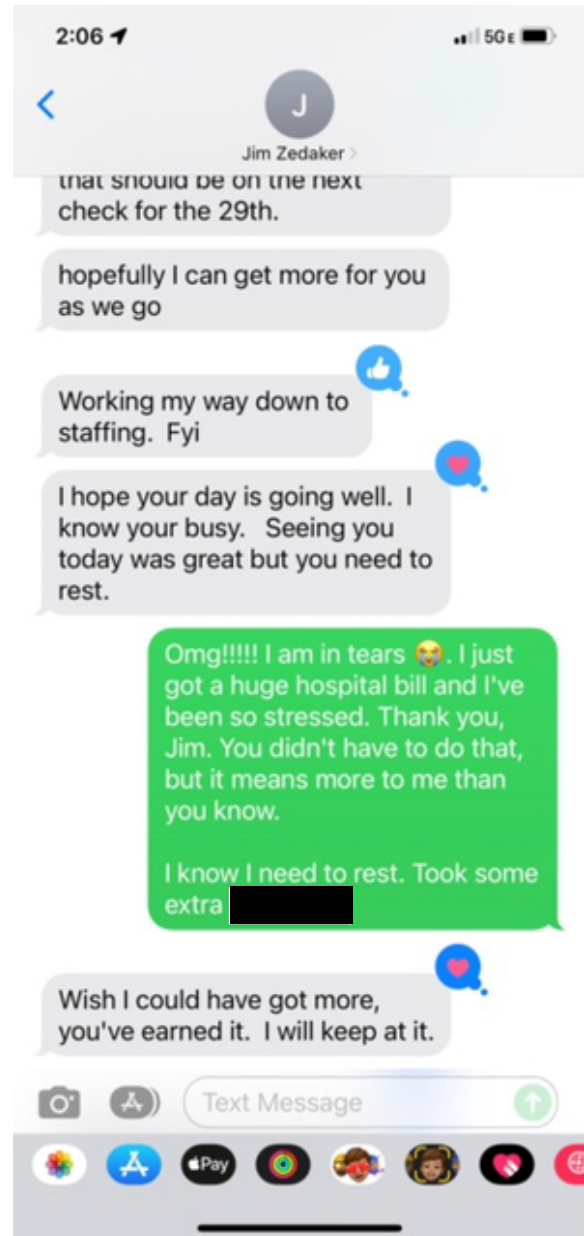 2:06
5GE
J
Jim Zedaker
that should be on the next
check for the 29th.
hopefully I can get more for you
as we go
Working my way down to
staffing.  Fyi
I hope your day is going well.  I
know your busy.   Seeing you
today was great but you need to
rest.
Omg!!!!! I am in tears 😭. I just
got a huge hospital bill and I've
been so stressed. Thank you,
Jim. You didn't have to do that,
but it means more to me than
you know.
I know I need to rest. Took some
extra
Wish I could have got more,
you've earned it.  I will keep at it.
Text Message
Pay